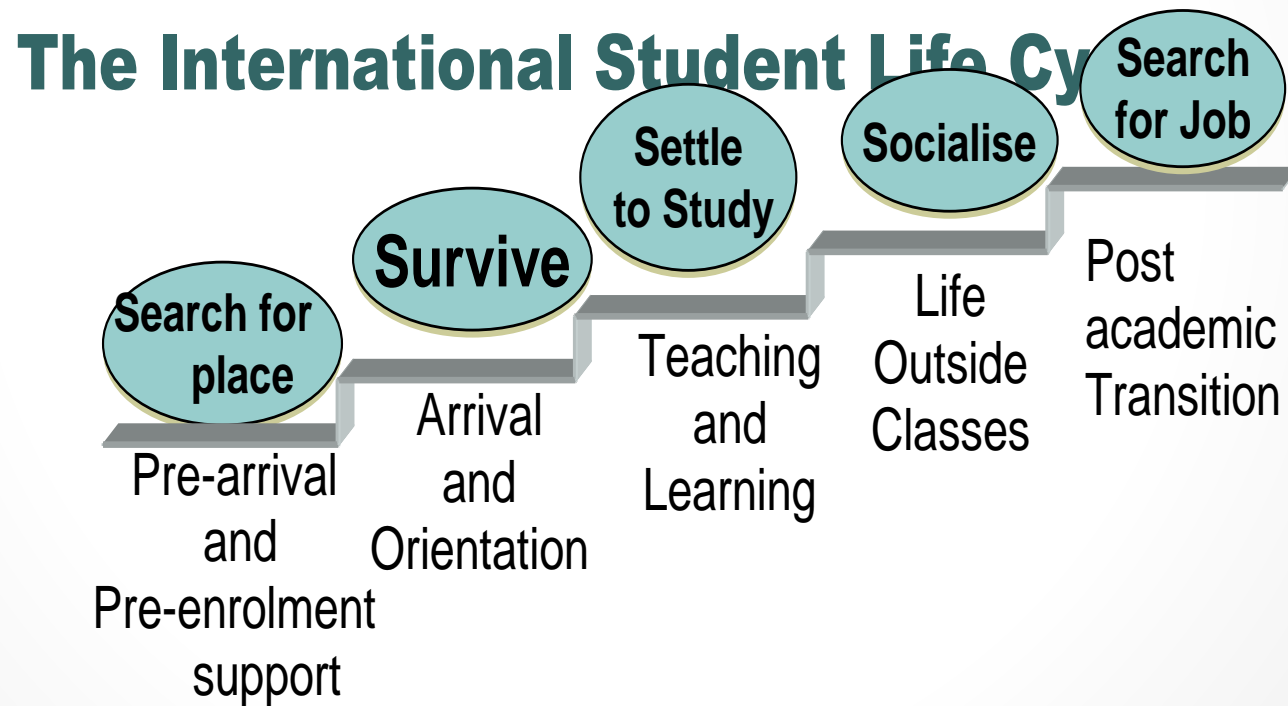 The International Student Life Cy
Search for
place
Pre-arrival
and
Pre-enrolment
support
Survive
Arrival
and
Orientation
Settle
to Study
Teaching
and
Learning
Socialise
Life
Outside
Classes
Search
for Job
Post
academic
Transition